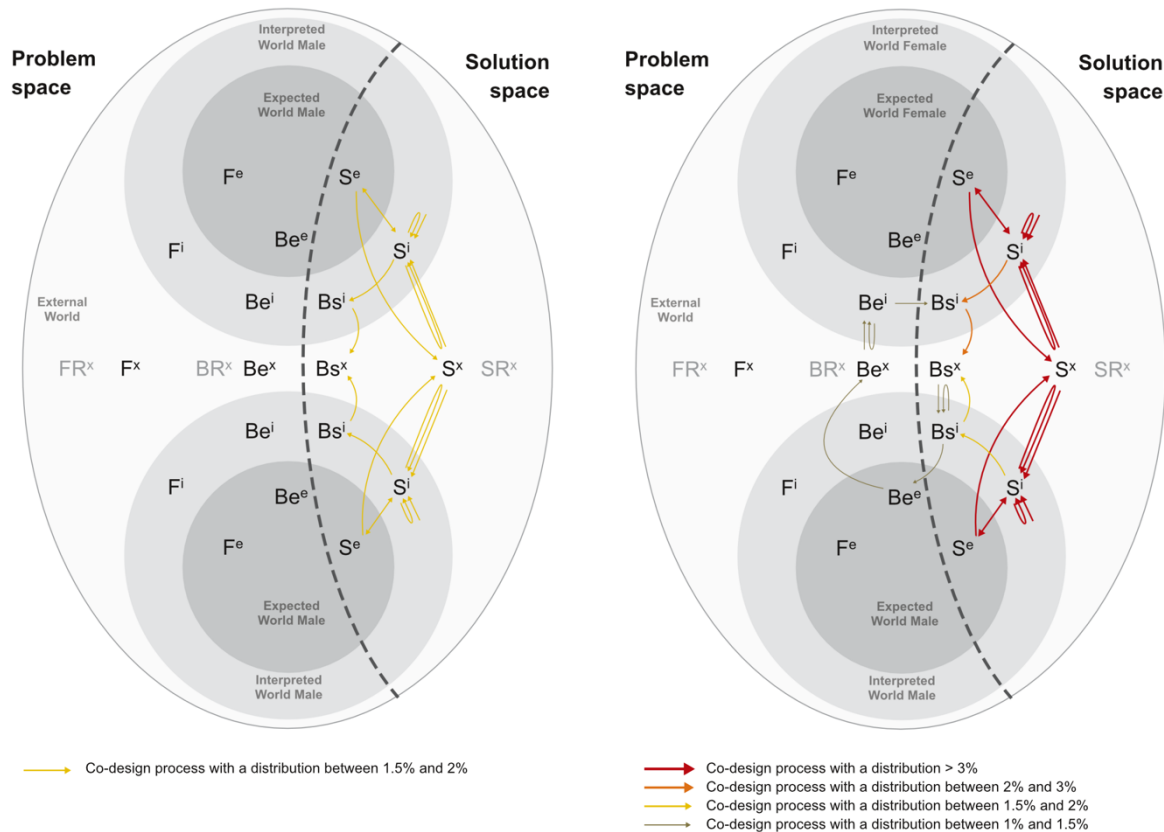 Problem
space
Interpreted
World Male
Solution
space
Expected
World Male
Fᵉ
Sᵉ
Fⁱ
Beᵉ
Sⁱ
External
World
Beⁱ
Bsⁱ
FRˣ
Fˣ
BRˣ
Beˣ
Bsˣ
Sˣ
SRˣ
Beⁱ
Bsⁱ
Fⁱ
Beᵉ
Sⁱ
Fᵉ
Sᵉ
Expected
World Male
Interpreted
World Male
Co-design process with a distribution between 1.5% and 2%
Problem
space
Interpreted
World Female
Solution
space
Expected
World Female
Fᵉ
Sᵉ
Fⁱ
Beᵉ
Sⁱ
External
World
Beⁱ
Bsⁱ
FRˣ
Fˣ
BRˣ
Beˣ
Bsˣ
Sˣ
SRˣ
Beⁱ
Bsⁱ
Fⁱ
Beᵉ
Sⁱ
Fᵉ
Sᵉ
Expected
World Male
Interpreted
World Male
Co-design process with a distribution > 3%
Co-design process with a distribution between 2% and 3%
Co-design process with a distribution between 1.5% and 2%
Co-design process with a distribution between 1% and 1.5%